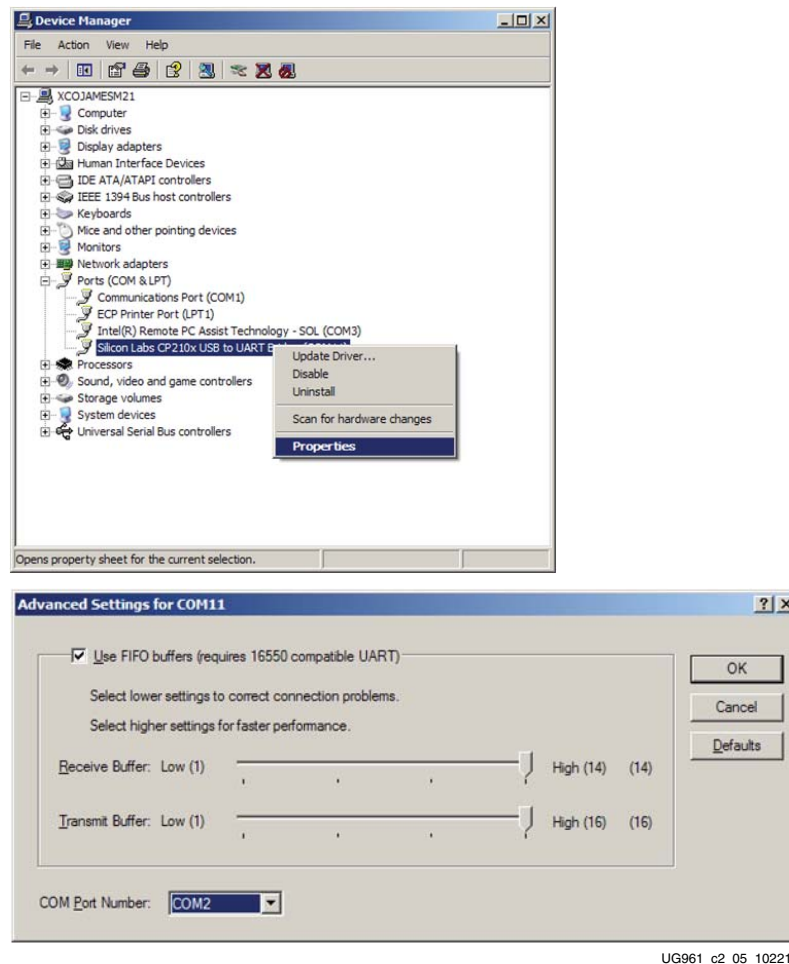 Device Manager
File Action View Help
XCOJAMESM21
Computer
Disk drives
Display adapters
Human Interface Devices
IDE ATA/ATAPI controllers
IEEE 1394 Bus host controllers
Keyboards
Mice and other pointing devices
Monitors
Network adapters
Ports (COM & LPT)
Communications Port (COM1)
ECP Printer Port (LPT1)
Intel(R) Remote PC Assist Technology - SOL (COM3)
Silicon Labs CP210x USB to UART
Processors
Sound, video and game controllers
Storage volumes
System devices
Universal Serial Bus controllers
Update Driver...
Disable
Uninstall
Scan for hardware changes
Properties
Opens property sheet for the current selection.
Advanced Settings for COM11
Use FIFO buffers (requires 16550 compatible UART)
Select lower settings to correct connection problems.
Select higher settings for faster performance.
Receive Buffer: Low (1) High (14) (14)
Transmit Buffer: Low (1) High (16) (16)
COM Port Number: COM2
OK
Cancel
Defaults
UG961_c2_05_10221